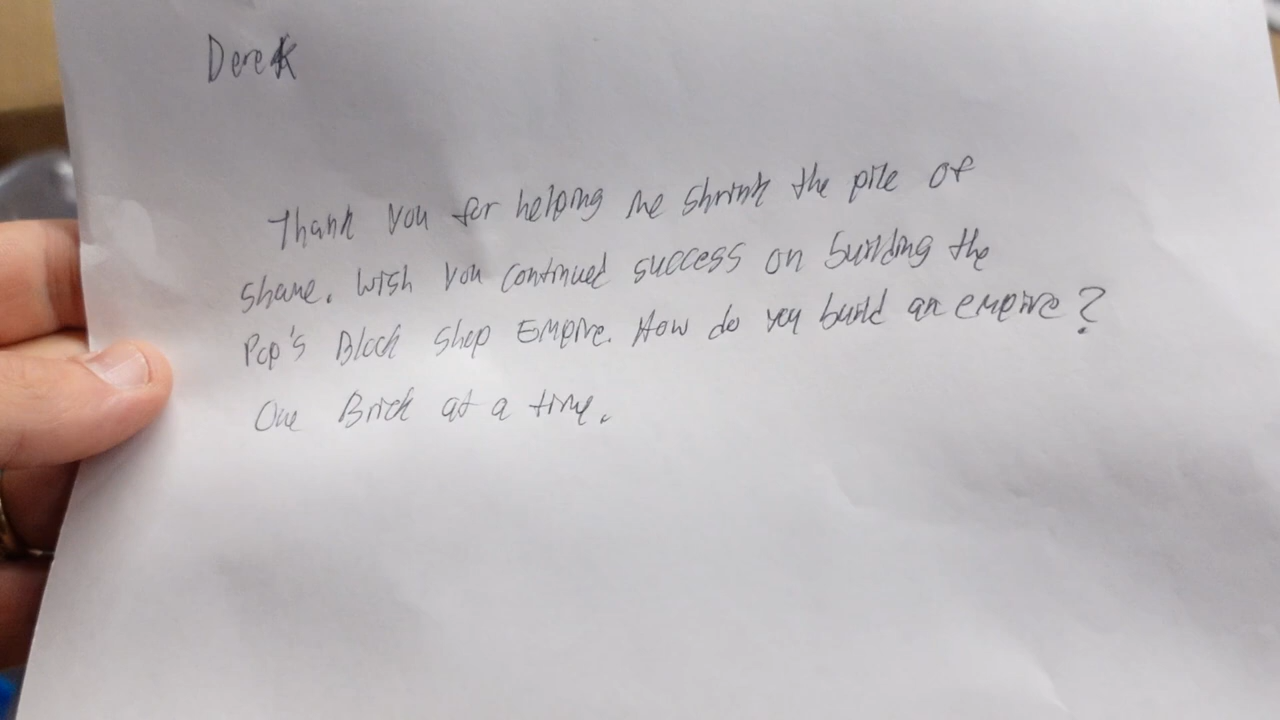 Derek
Thank you for helping me shrink the pile of
shame. Wish you continued success on building the
Pop's Block Shop Empire. How do you build an empire?
One Brick at a time.